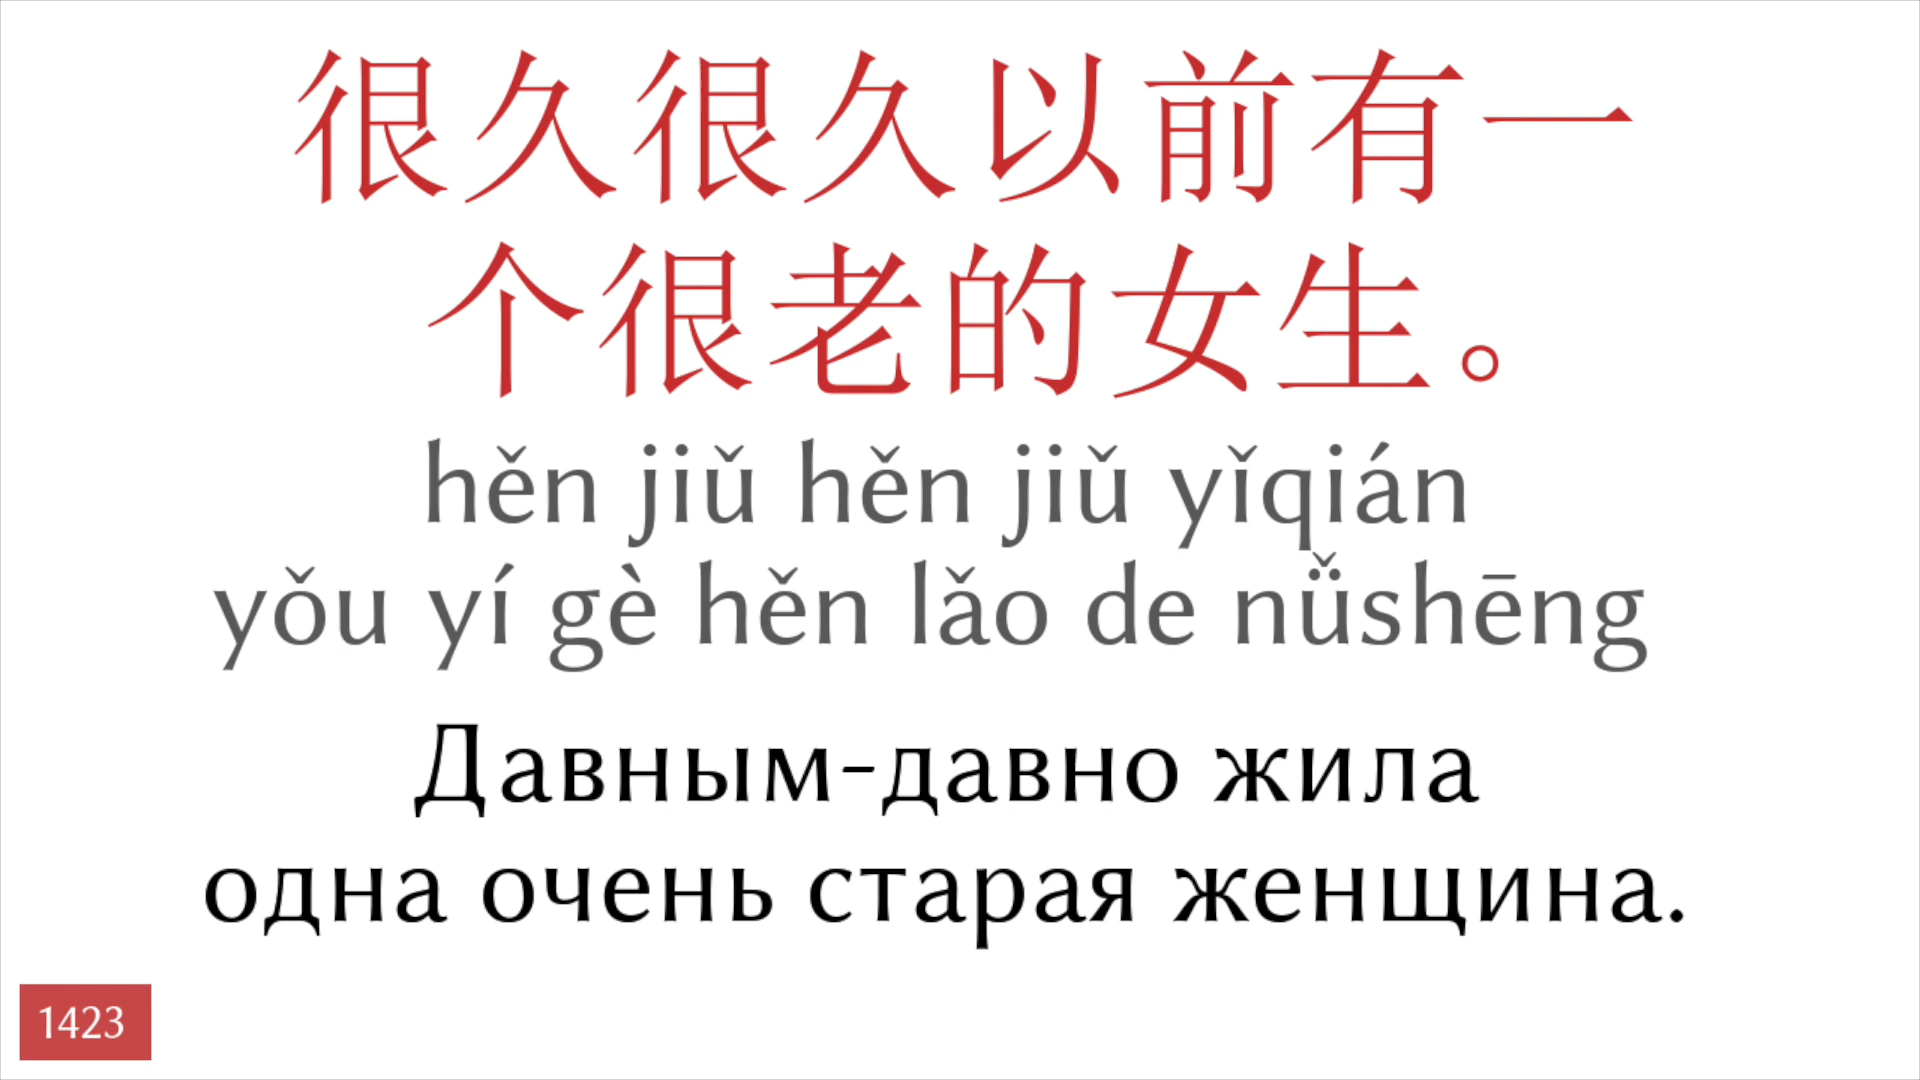 很久很久以前有一
个很老的女生。
hěn jiǔ hěn jiǔ yǐqián
yǒu yí gè hěn lǎo de nǚshēng
Давным-давно жила
одна очень старая женщина.
1423